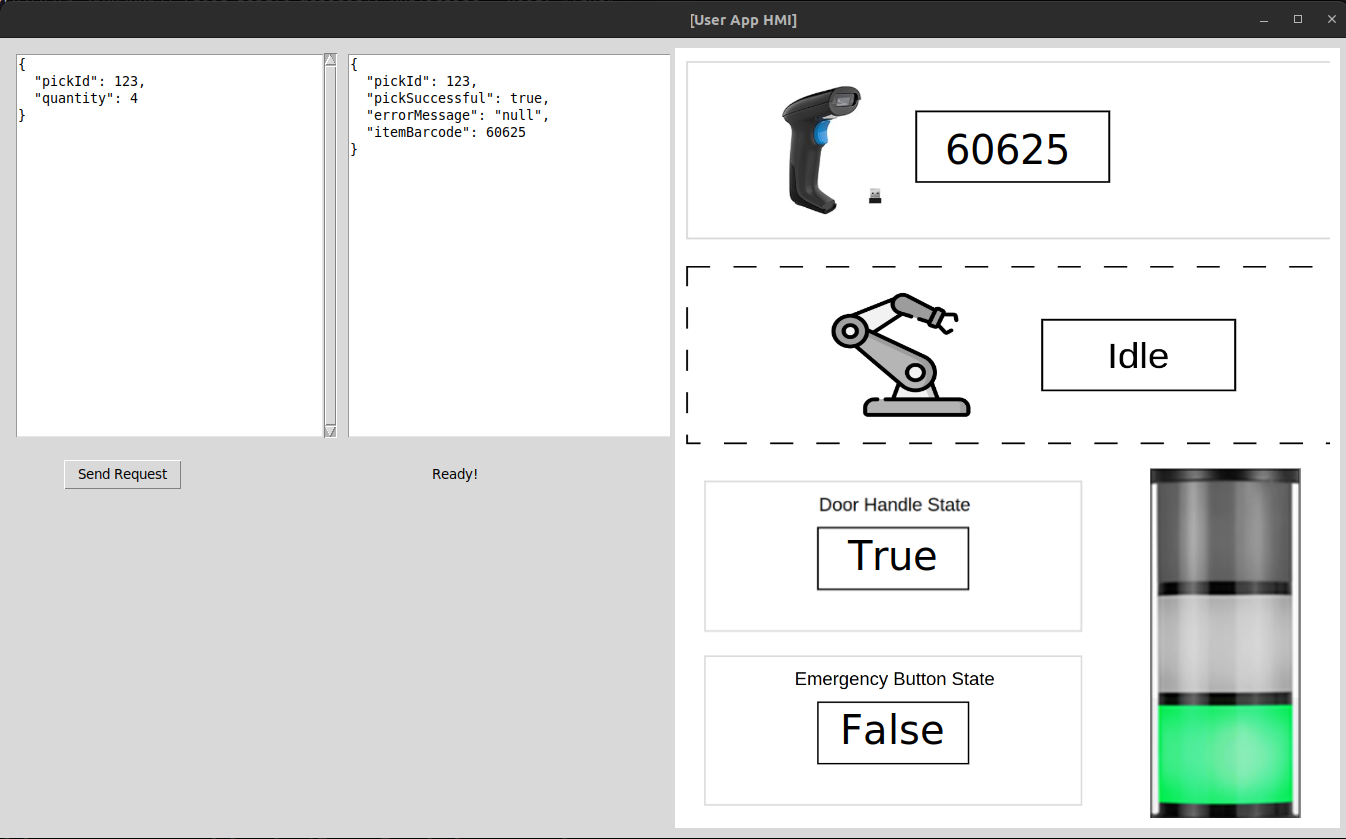 [User App HMI]
{
  "pickId": 123,
  "quantity": 4
}
{
  "pickId": 123,
  "pickSuccessful": true,
  "errorMessage": "null",
  "itemBarcode": 60625
}
60625
Idle
Send Request
Ready!
Door Handle State
True
Emergency Button State
False